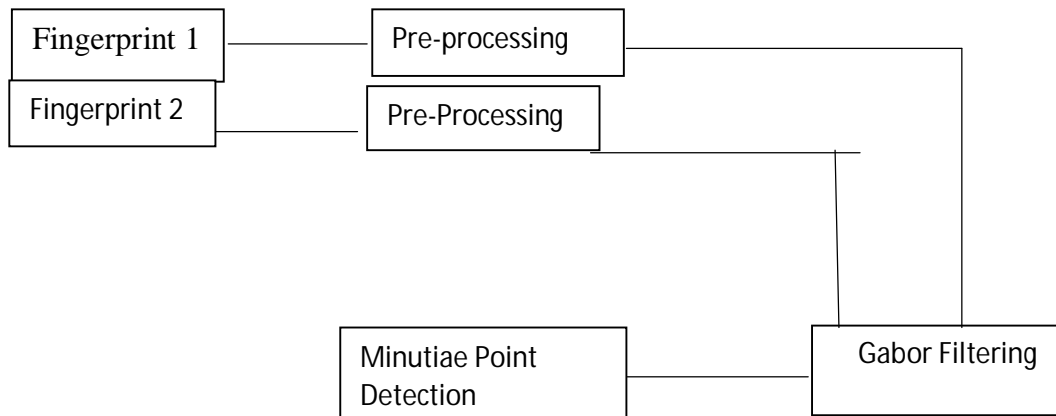 Fingerprint 1
Pre-processing
Fingerprint 2
Pre-Processing
Minutiae Point
Detection
Gabor Filtering